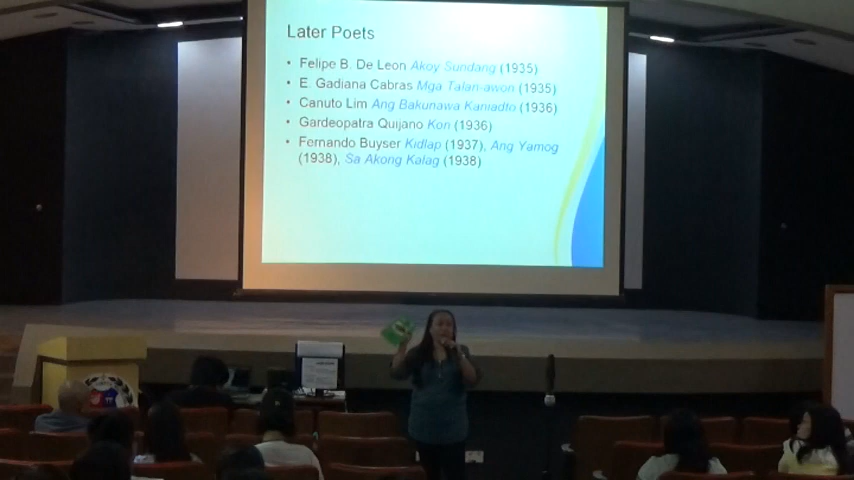 Later Poets
• Felipe B. De Leon Akoy Sundang (1935)
• E. Gadiana Cabras Mga Talan-awon (1935)
• Canuto Lim Ang Bakunawa Kaniadto (1936)
• Gardeopatra Quijano Kon (1936)
• Fernando Buyser Kidlap (1937), Ang Yamog
(1938), Sa Akong Kalag (1938)